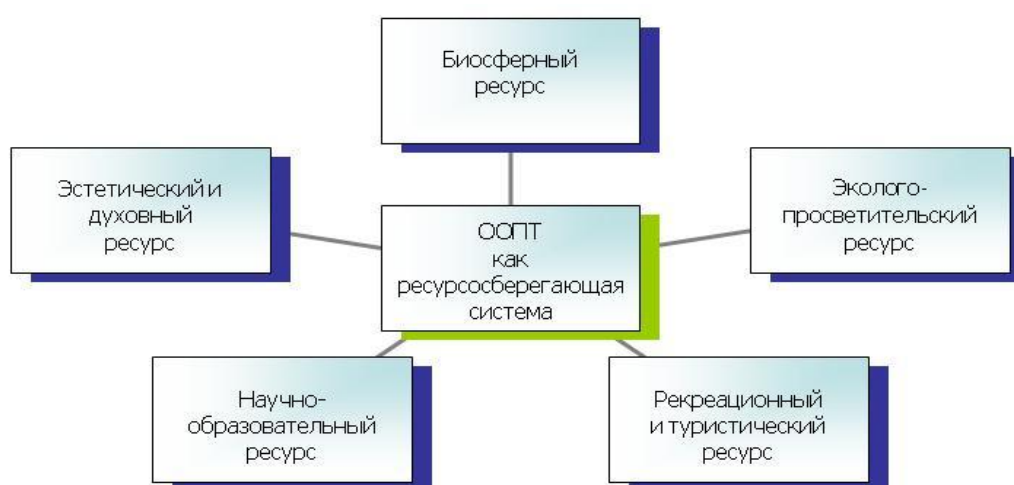 Биосферный
ресурс
Эстетический и
духовный
ресурс
Эколого-
просветительский
ресурс
ООПТ
как
ресурсосберегающая
система
Научно-
образовательный
ресурс
Рекреационный
и туристический
ресурс